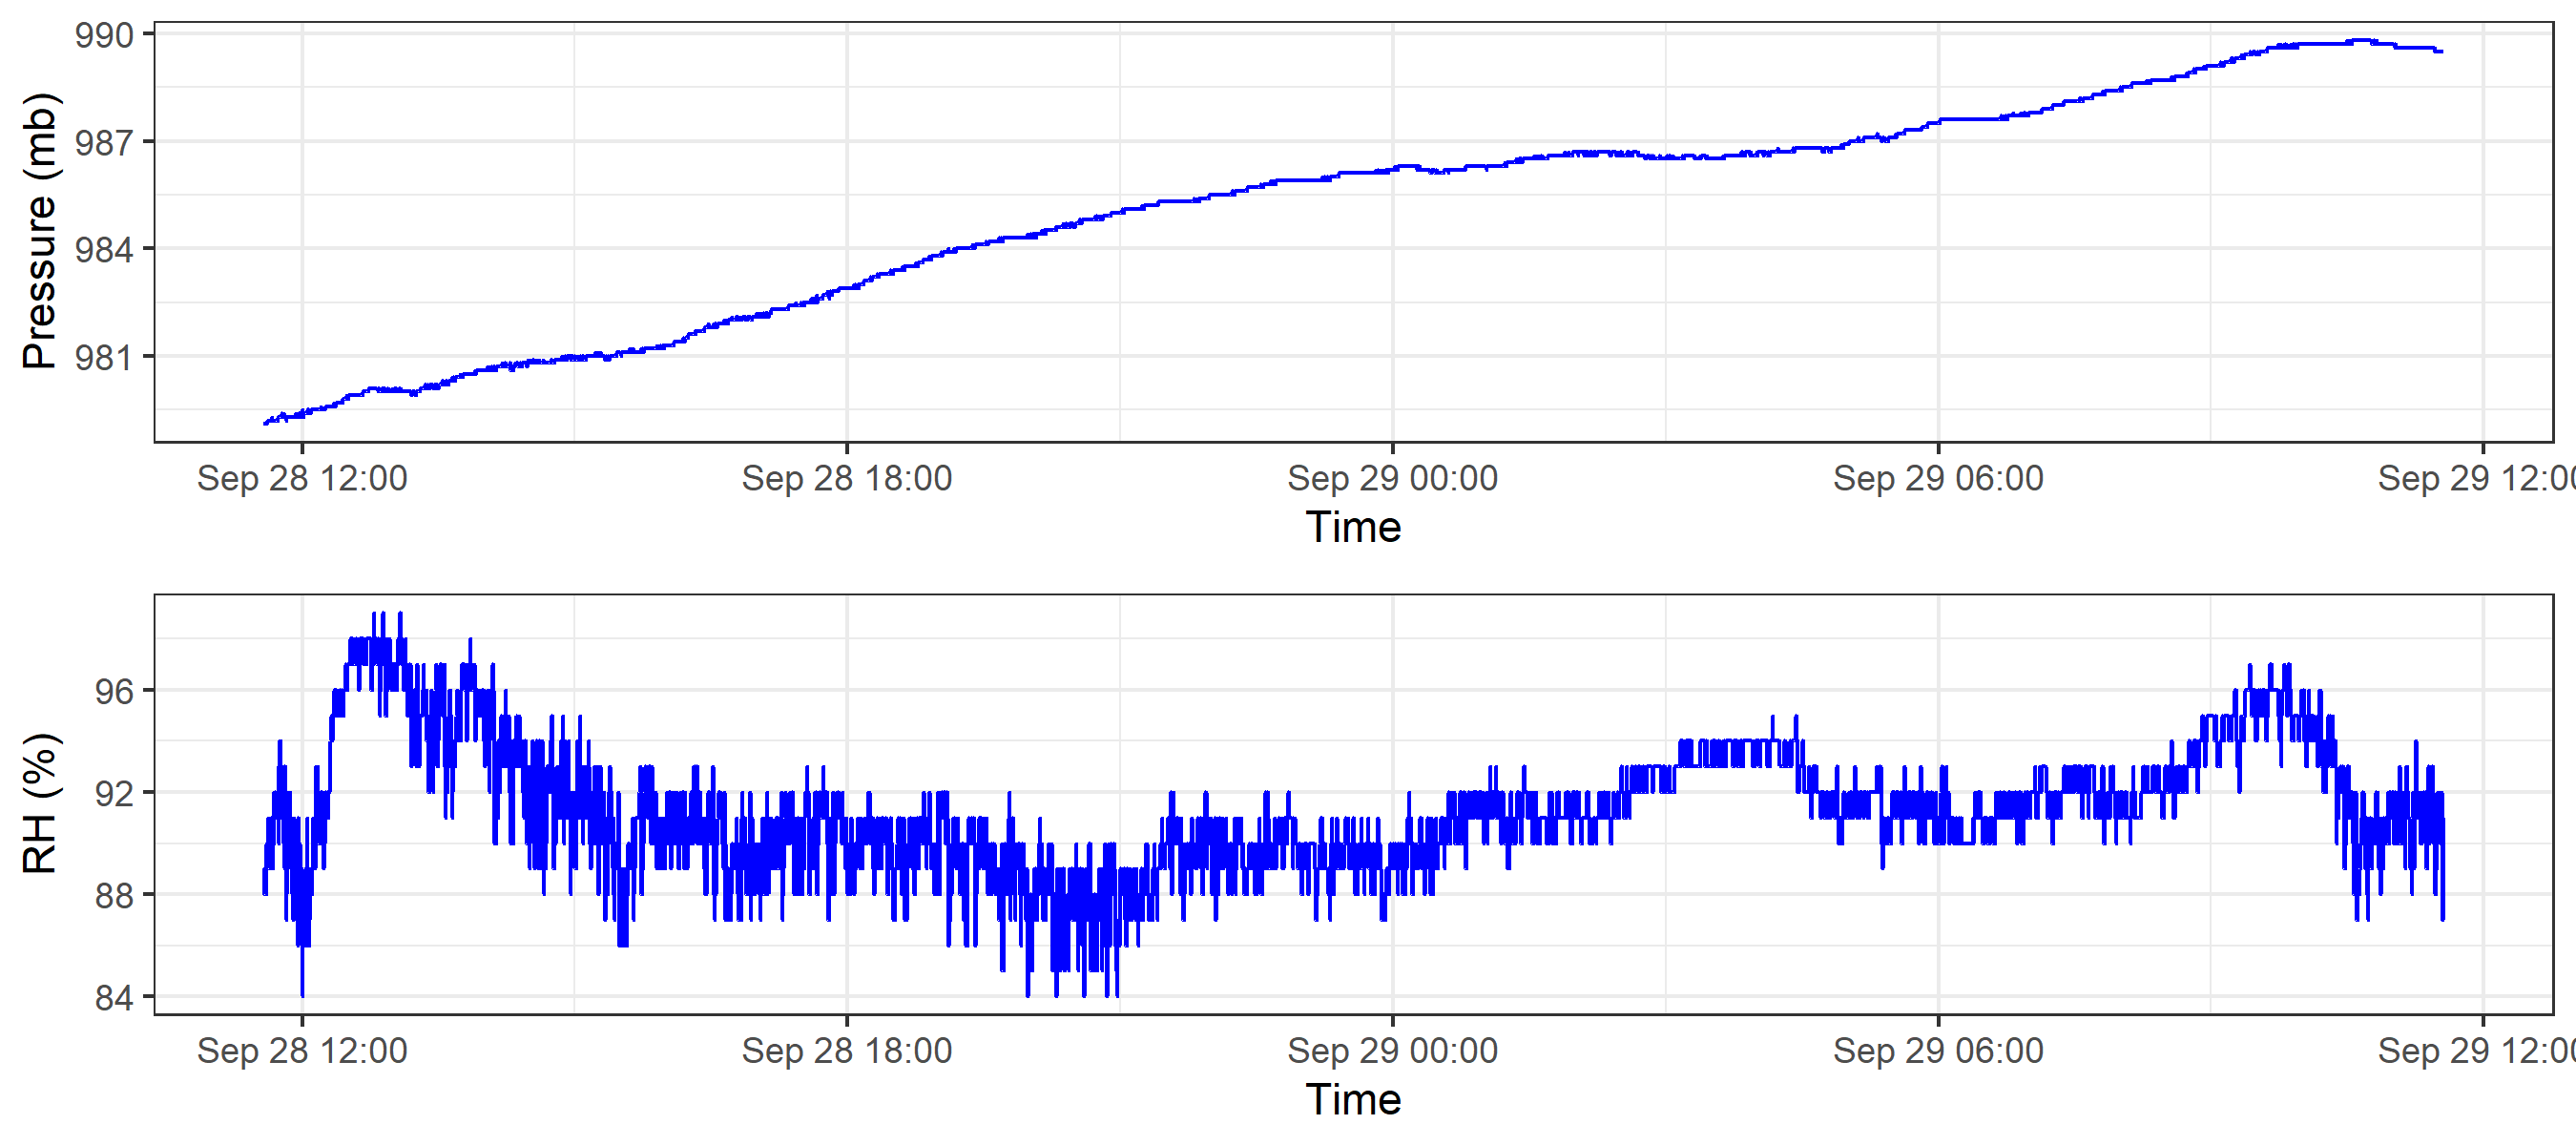 Pressure (mb)
990
987
984
981
Sep 28 12:00
Sep 28 18:00
Sep 29 00:00
Sep 29 06:00
Sep 29 12:00
Time
RH (%)
96
92
88
84
Sep 28 12:00
Sep 28 18:00
Sep 29 00:00
Sep 29 06:00
Sep 29 12:00
Time